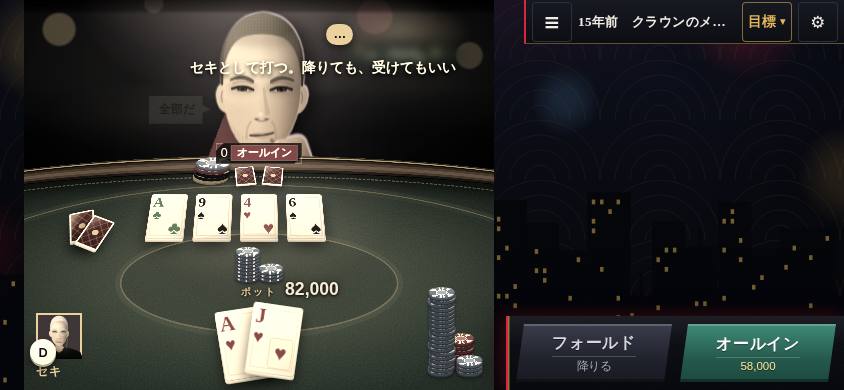 …
セキとして打つ。降りても、受けてもいい
全部だ
0 オールイン
A
9
4
6
ポット 82,000
A
J
D
セキ
15年前 クラウンのメ…
目標 ▾
フォールド
降りる
オールイン
58,000